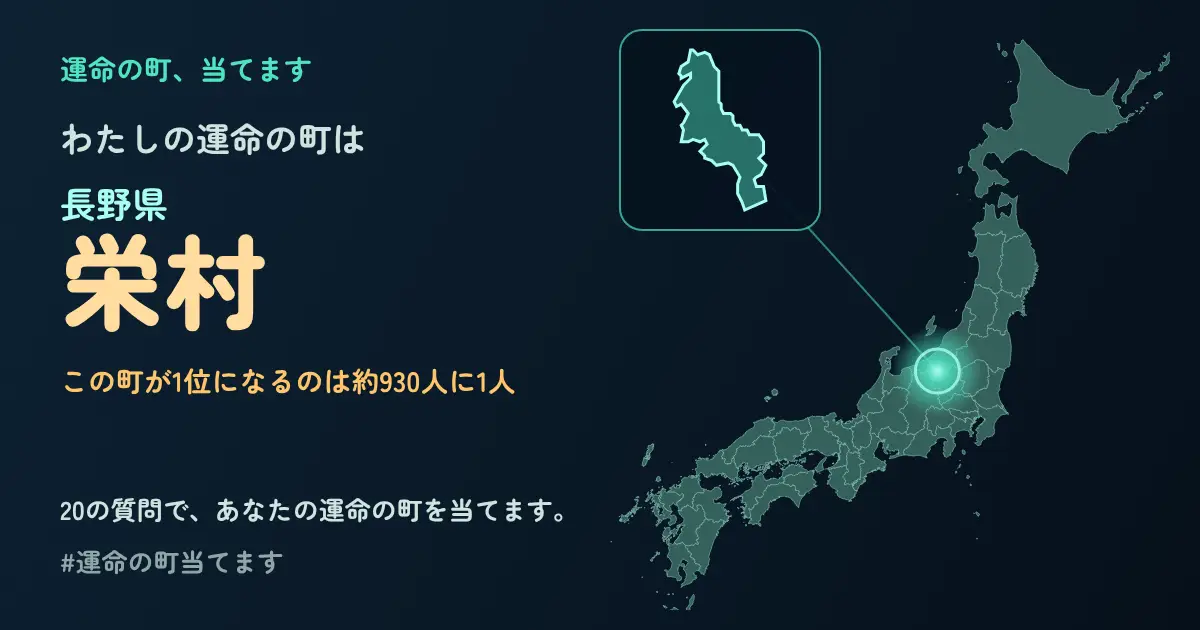 運命の町、当てます
わたしの運命の町は
長野県
栄村
この町が1位になるのは約930人に1人
20の質問で、あなたの運命の町を当てます。
#運命の町当てます